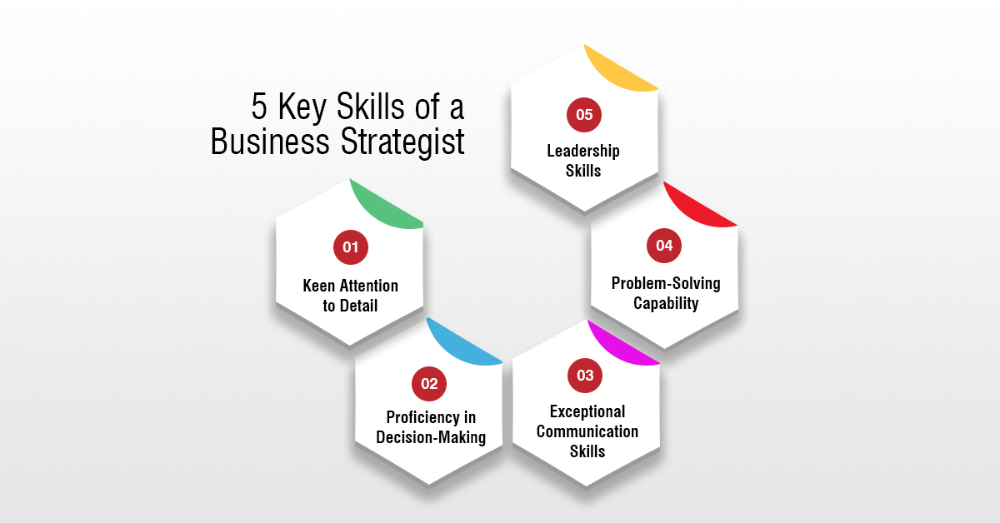 5 Key Skills of a
Business Strategist
01
Keen Attention
to Detail
02
Proficiency in
Decision-Making
03
Exceptional
Communication
Skills
04
Problem-Solving
Capability
05
Leadership
Skills